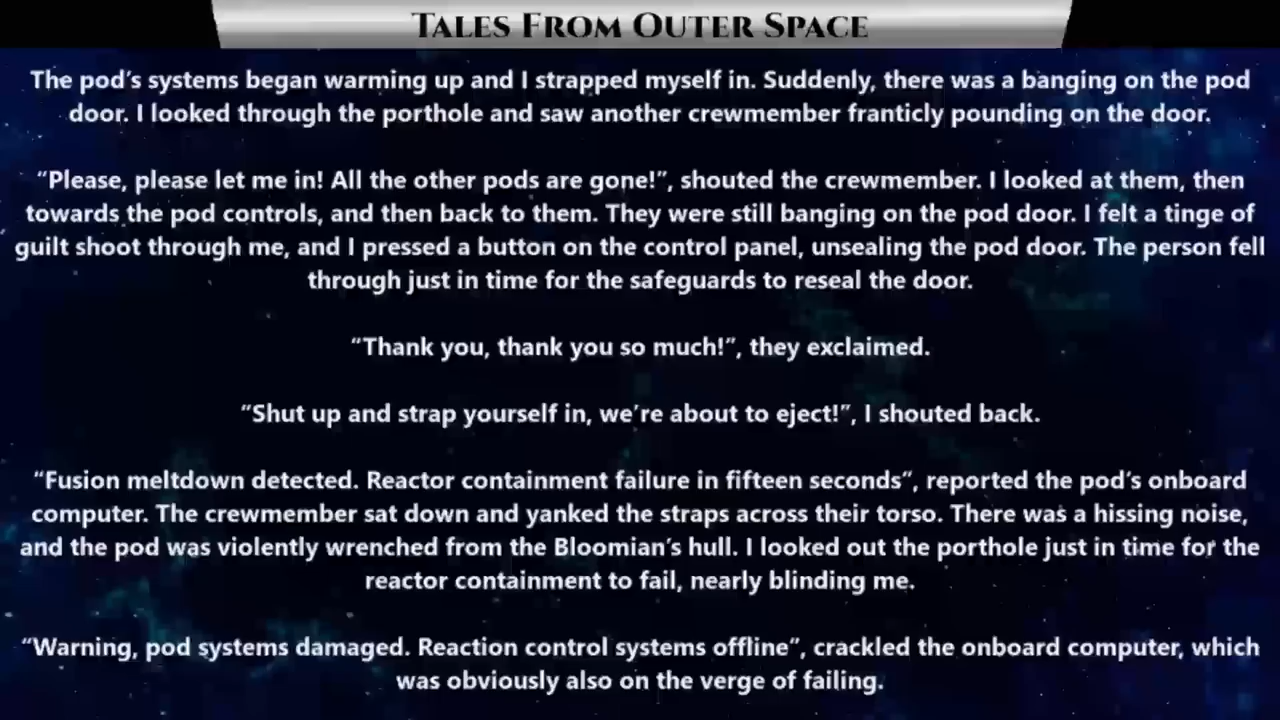 Tales From Outer Space
The pod’s systems began warming up and I strapped myself in. Suddenly, there was a banging on the pod
door. I looked through the porthole and saw another crewmember franticly pounding on the door.
“Please, please let me in! All the other pods are gone!”, shouted the crewmember. I looked at them, then
towards the pod controls, and then back to them. They were still banging on the pod door. I felt a tinge of
guilt shoot through me, and I pressed a button on the control panel, unsealing the pod door. The person fell
through just in time for the safeguards to reseal the door.
“Thank you, thank you so much!”, they exclaimed.
“Shut up and strap yourself in, we’re about to eject!”, I shouted back.
“Fusion meltdown detected. Reactor containment failure in fifteen seconds”, reported the pod’s onboard
computer. The crewmember sat down and yanked the straps across their torso. There was a hissing noise,
and the pod was violently wrenched from the Bloomian’s hull. I looked out the porthole just in time for the
reactor containment to fail, nearly blinding me.
“Warning, pod systems damaged. Reaction control systems offline”, crackled the onboard computer, which
was obviously also on the verge of failing.